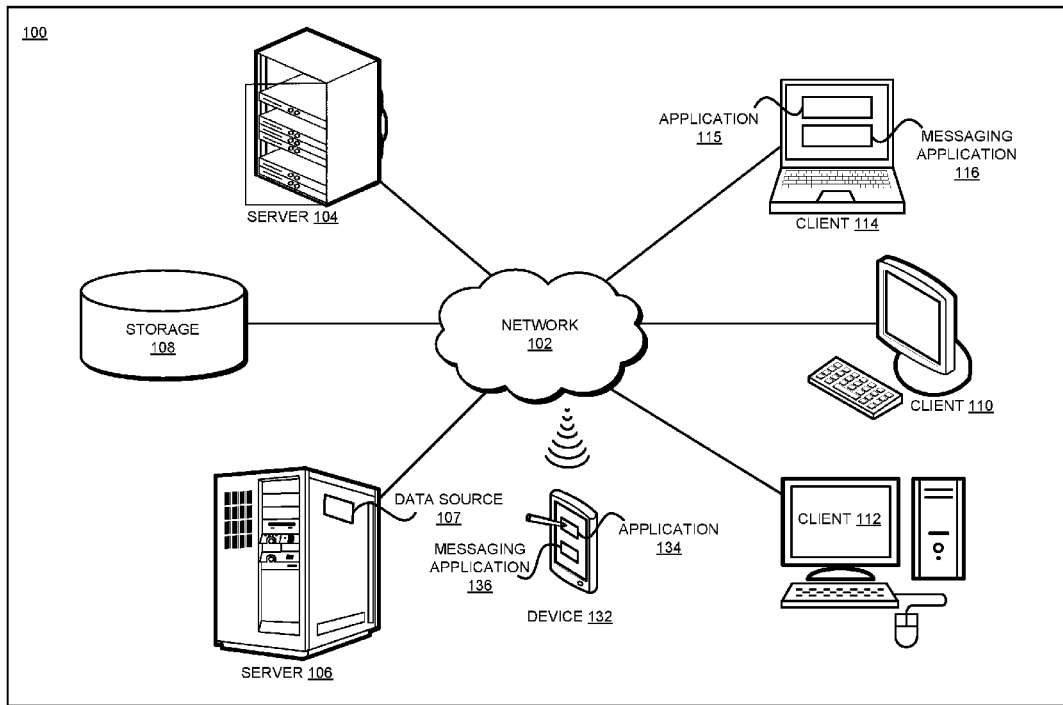 100
SERVER 104
APPLICATION
115
MESSAGING
APPLICATION
116
CLIENT 114
STORAGE
108
NETWORK
102
CLIENT 110
DATA SOURCE
107
APPLICATION
134
MESSAGING
APPLICATION
136
DEVICE 132
CLIENT 112
SERVER 106